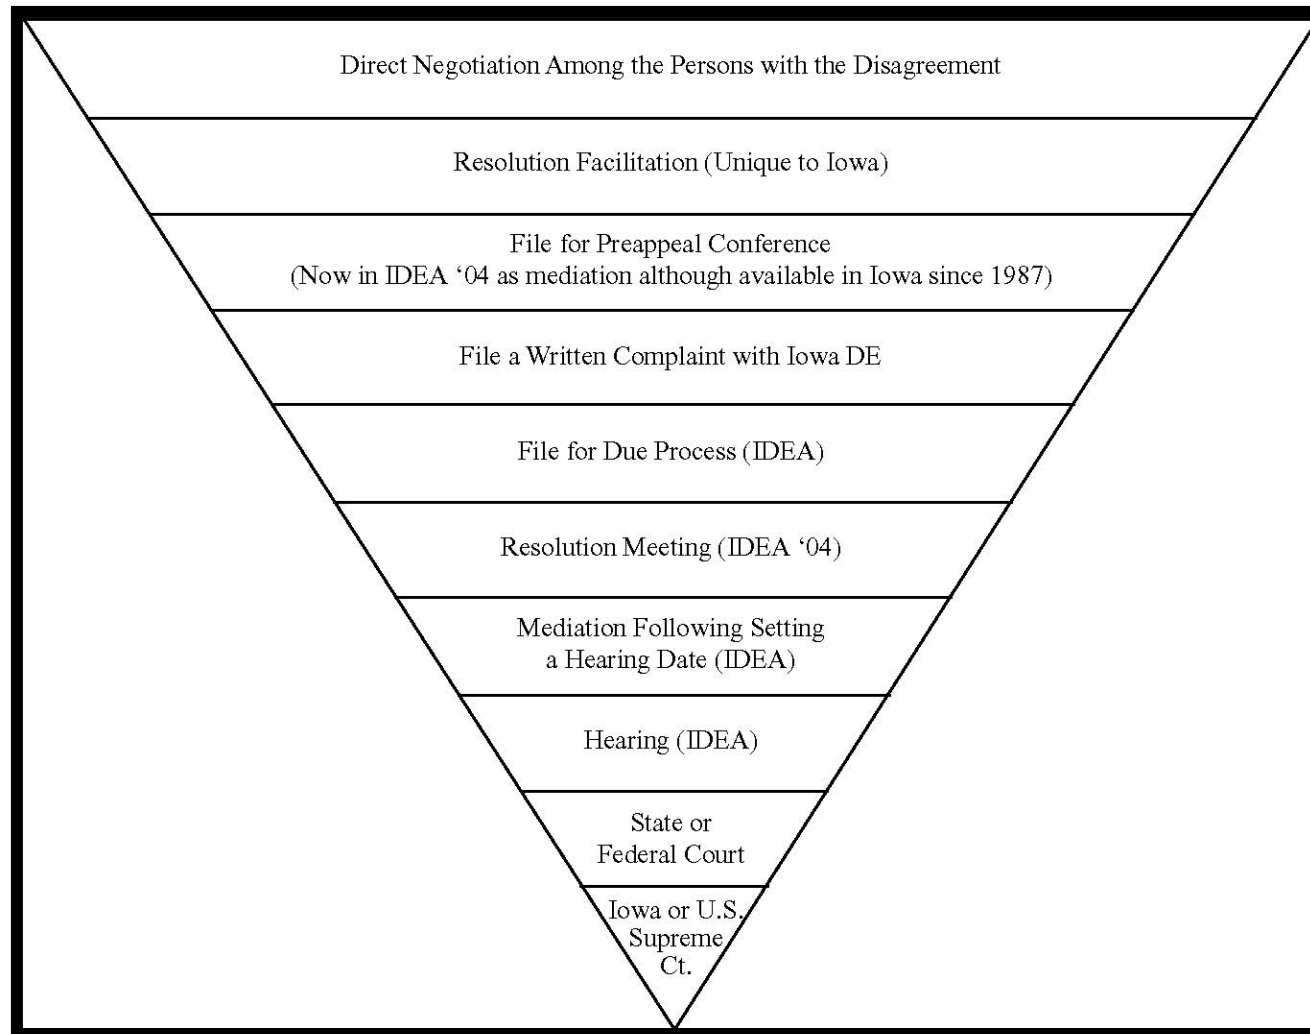 Direct Negotiation Among the Persons with the Disagreement
Resolution Facilitation (Unique to Iowa)
File for Preappeal Conference
(Now in IDEA ‘04 as mediation although available in Iowa since 1987)
File a Written Complaint with Iowa DE
File for Due Process (IDEA)
Resolution Meeting (IDEA ‘04)
Mediation Following Setting
a Hearing Date (IDEA)
Hearing (IDEA)
State or
Federal Court
Iowa or U.S.
Supreme
Ct.